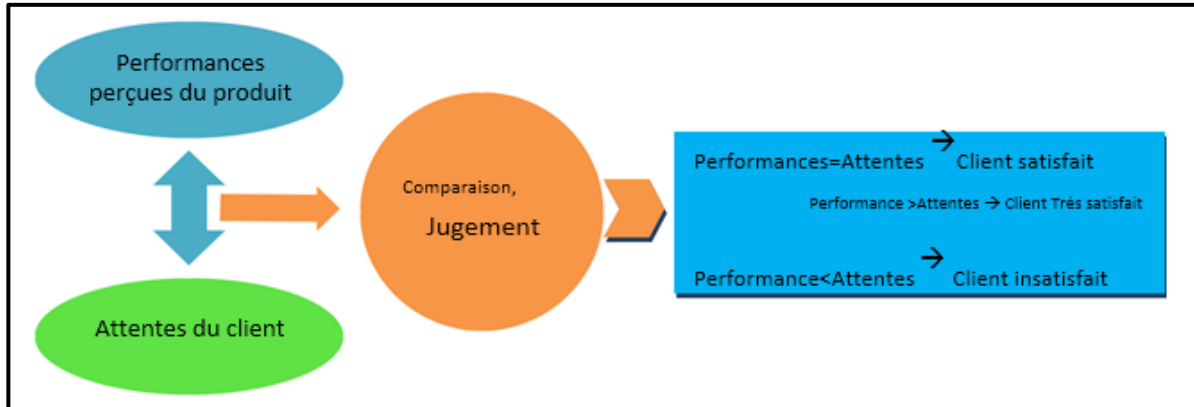 Performances
perçues du produit
Attentes du client
Comparaison,
Jugement
Performances=Attentes → Client satisfait
Performance >Attentes → Client Trés satisfait
Performance<Attentes → Client insatisfait